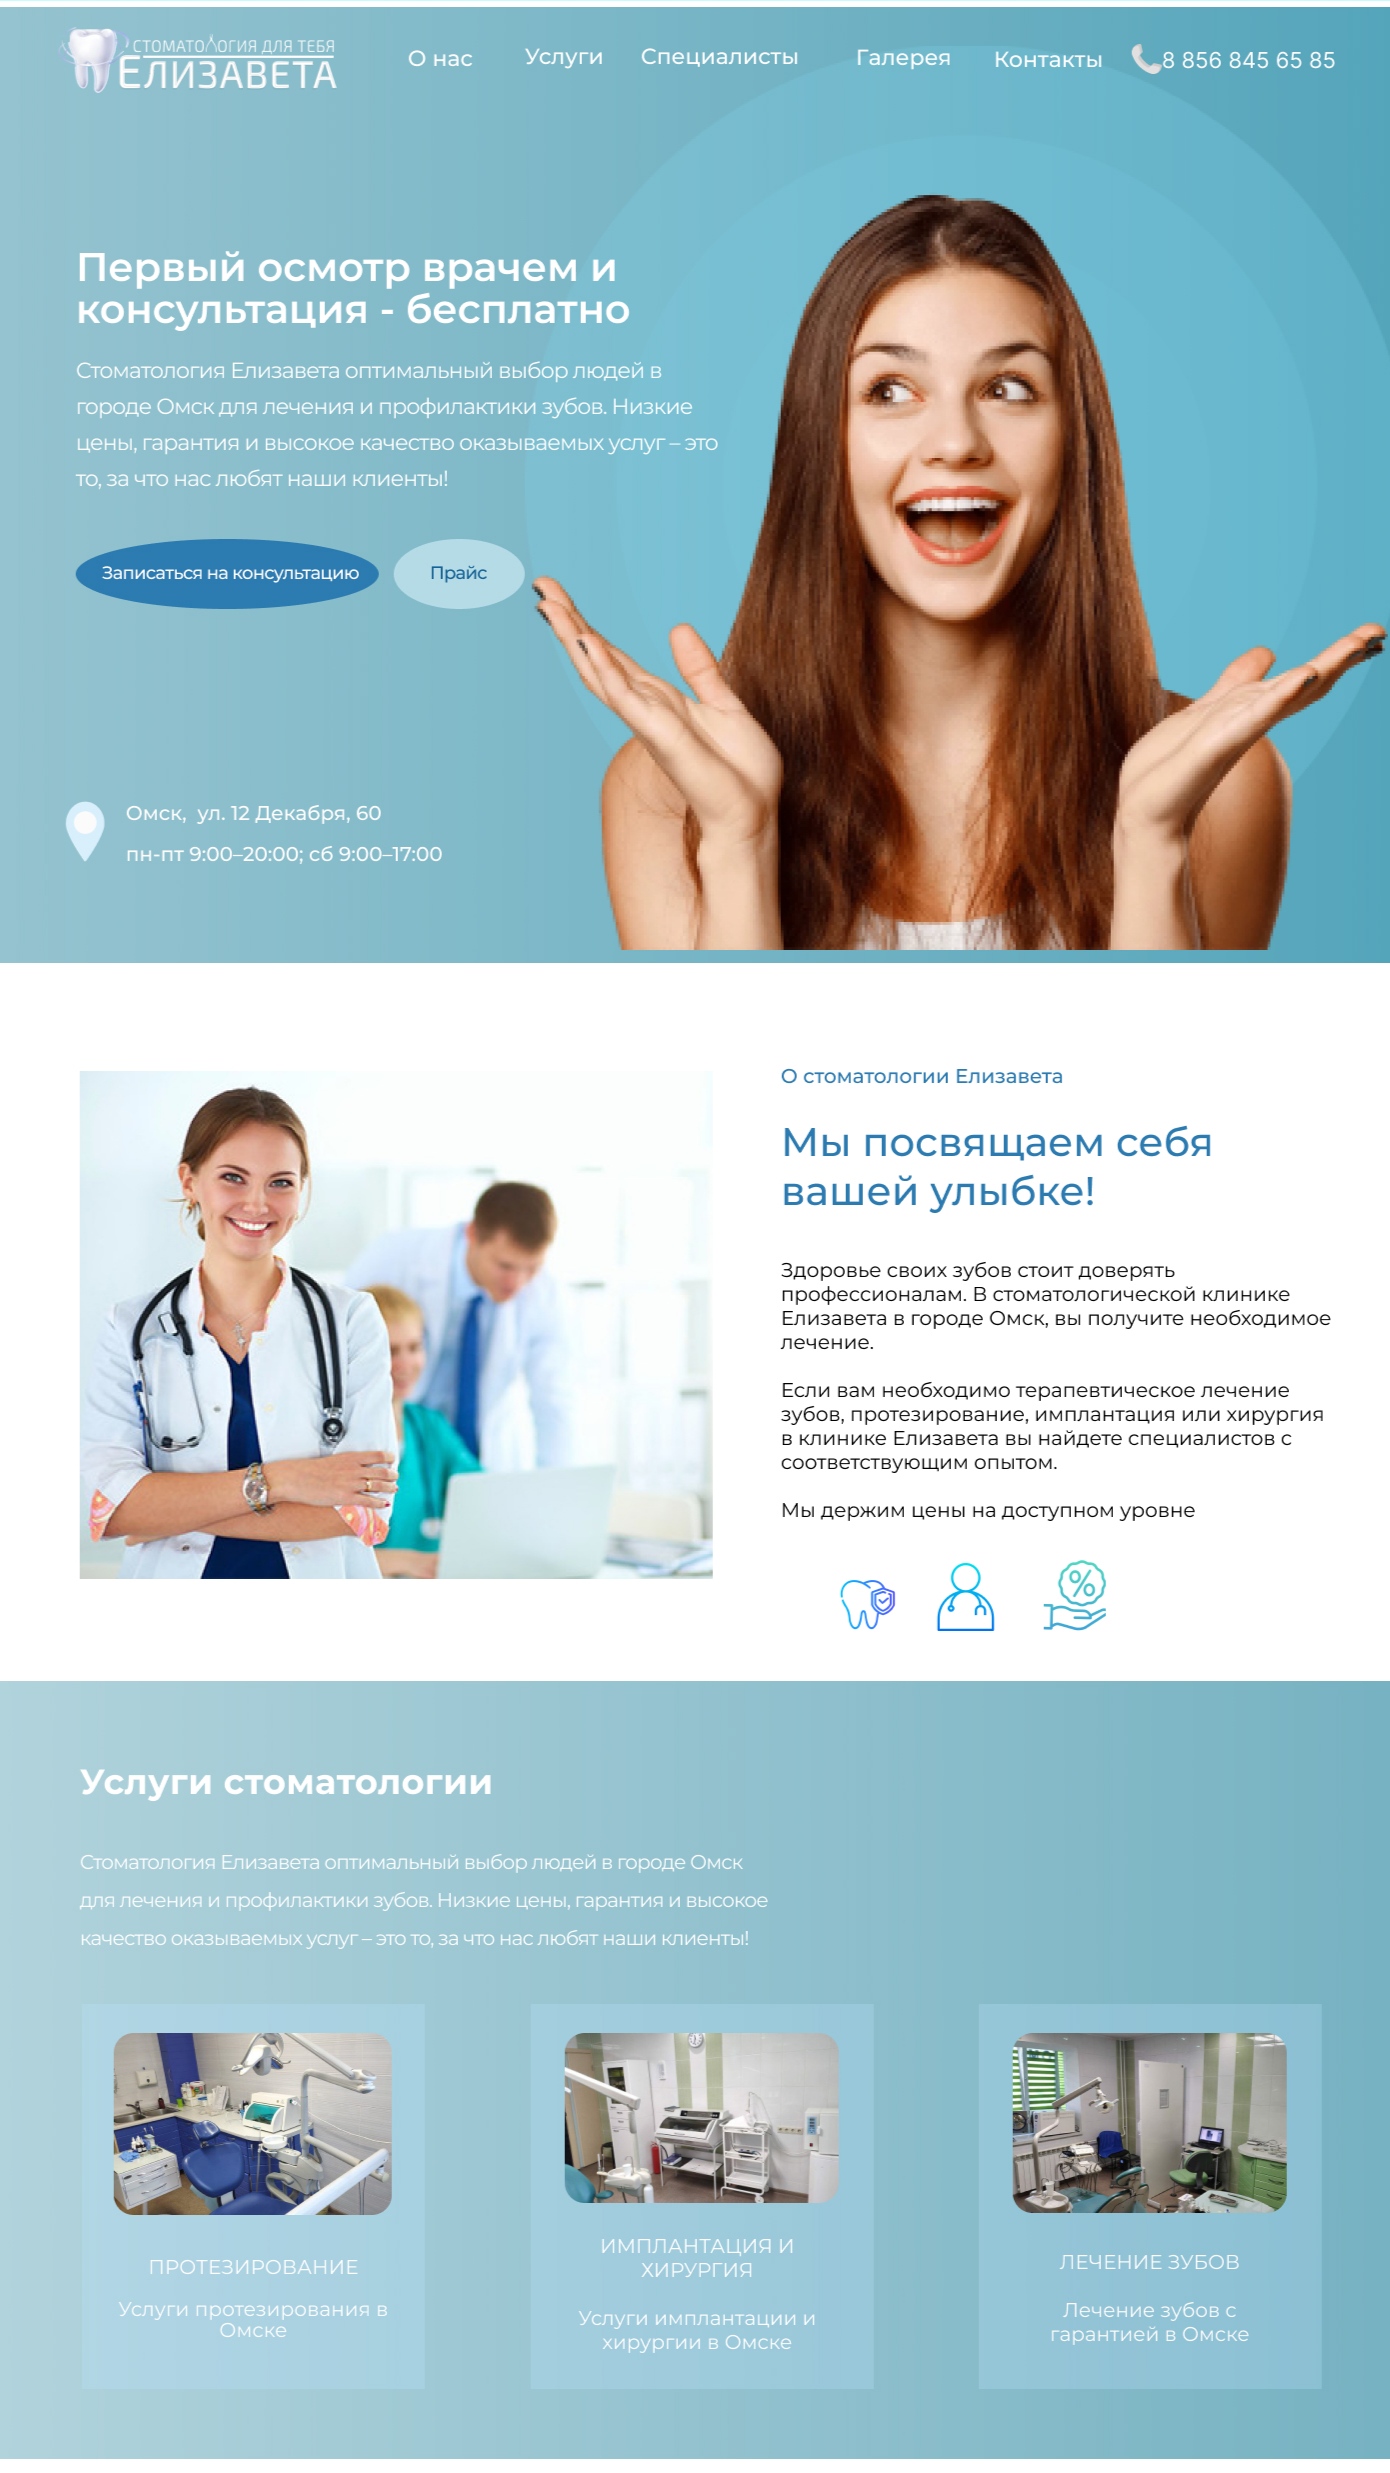 СТОМАТОЛОГИЯ ДЛЯ ТЕБЯ
ЕЛИЗАВЕТА
О нас
Услуги
Специалисты
Галерея
Контакты
8 856 845 65 85
Первый осмотр врачем и
консультация - бесплатно
Стоматология Елизавета оптимальный выбор людей в
городе Омск для лечения и профилактики зубов. Низкие
цены, гарантия и высокое качество оказываемых услуг – это
то, за что нас любят наши клиенты!
Записаться на консультацию
Прайс
Омск,  ул. 12 Декабря, 60
пн-пт 9:00–20:00; сб 9:00–17:00
О стоматологии Елизавета
Мы посвящаем себя
вашей улыбке!
Здоровье своих зубов стоит доверять
профессионалам. В стоматологической клинике
Елизавета в городе Омск, вы получите необходимое
лечение.
Если вам необходимо терапевтическое лечение
зубов, протезирование, имплантация или хирургия
в клинике Елизавета вы найдете специалистов с
соответствующим опытом.
Мы держим цены на доступном уровне
%
Услуги стоматологии
Стоматология Елизавета оптимальный выбор людей в городе Омск
для лечения и профилактики зубов. Низкие цены, гарантия и высокое
качество оказываемых услуг – это то, за что нас любят наши клиенты!
ПРОТЕЗИРОВАНИЕ
Услуги протезирования в
Омске
ИМПЛАНТАЦИЯ И
ХИРУРГИЯ
Услуги имплантации и
хирургии в Омске
ЛЕЧЕНИЕ ЗУБОВ
Лечение зубов с
гарантией в Омске